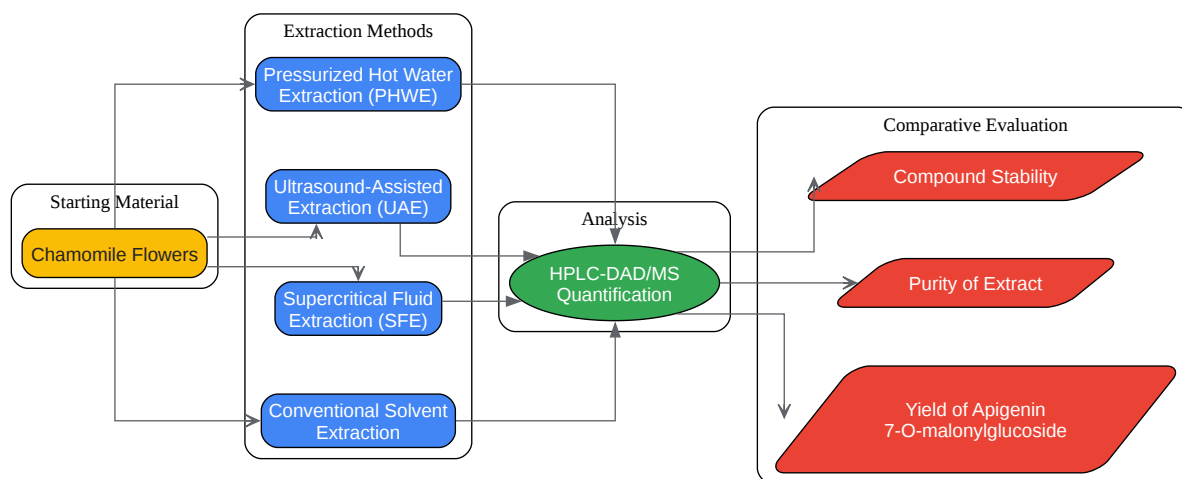 Starting Material
Chamomile Flowers
Extraction Methods
Pressurized Hot Water
Extraction (PHWE)
Ultrasound-Assisted
Extraction (UAE)
Supercritical Fluid
Extraction (SFE)
Conventional Solvent
Extraction
Analysis
HPLC-DAD/MS
Quantification
Comparative Evaluation
Compound Stability
Purity of Extract
Yield of Apigenin
7-O-malonylglucoside